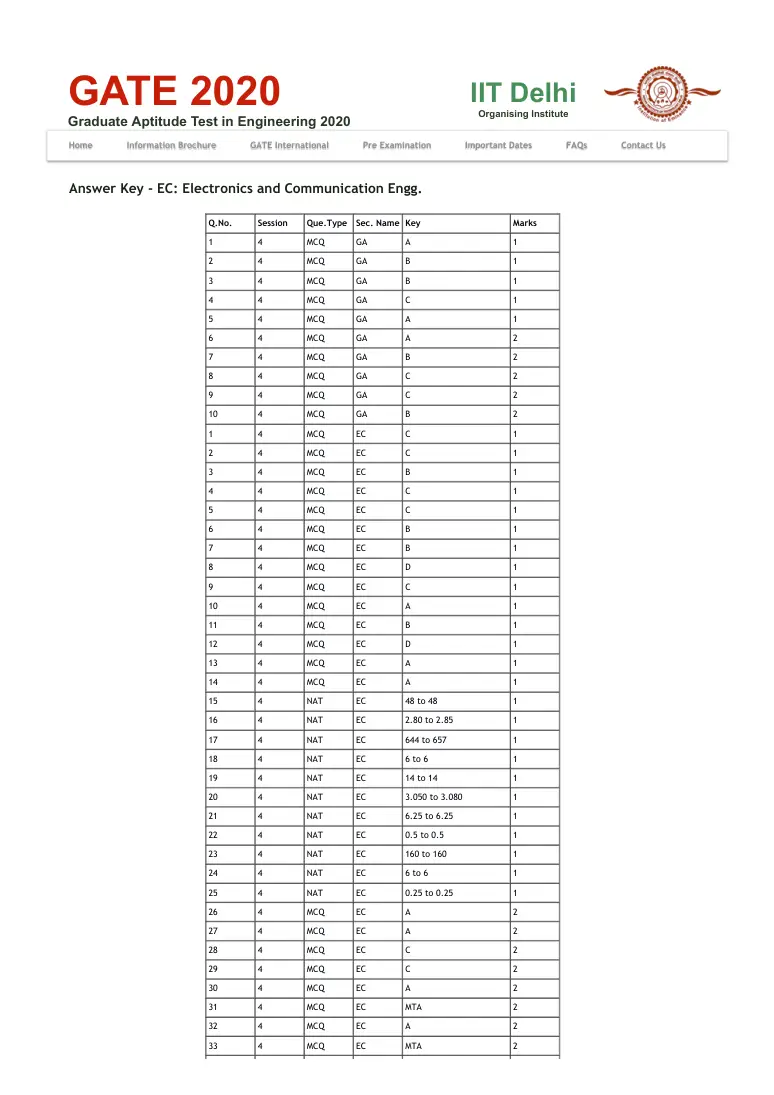 GATE 2020
Graduate Aptitude Test in Engineering 2020
IIT Delhi
Organising Institute
Home Information Brochure GATE International Pre Examination Important Dates FAQs Contact Us
Answer Key - EC: Electronics and Communication Engg.
Q.No. Session Que.Type Sec. Name Key Marks
1 4 MCQ GA A 1
2 4 MCQ GA B 1
3 4 MCQ GA B 1
4 4 MCQ GA C 1
5 4 MCQ GA A 1
6 4 MCQ GA A 2
7 4 MCQ GA B 2
8 4 MCQ GA C 2
9 4 MCQ GA C 2
10 4 MCQ GA B 2
1 4 MCQ EC C 1
2 4 MCQ EC C 1
3 4 MCQ EC B 1
4 4 MCQ EC C 1
5 4 MCQ EC C 1
6 4 MCQ EC B 1
7 4 MCQ EC B 1
8 4 MCQ EC D 1
9 4 MCQ EC C 1
10 4 MCQ EC A 1
11 4 MCQ EC B 1
12 4 MCQ EC D 1
13 4 MCQ EC A 1
14 4 MCQ EC A 1
15 4 NAT EC 48 to 48 1
16 4 NAT EC 2.80 to 2.85 1
17 4 NAT EC 644 to 657 1
18 4 NAT EC 6 to 6 1
19 4 NAT EC 14 to 14 1
20 4 NAT EC 3.050 to 3.080 1
21 4 NAT EC 6.25 to 6.25 1
22 4 NAT EC 0.5 to 0.5 1
23 4 NAT EC 160 to 160 1
24 4 NAT EC 6 to 6 1
25 4 NAT EC 0.25 to 0.25 1
26 4 MCQ EC A 2
27 4 MCQ EC A 2
28 4 MCQ EC C 2
29 4 MCQ EC C 2
30 4 MCQ EC A 2
31 4 MCQ EC MTA 2
32 4 MCQ EC A 2
33 4 MCQ EC MTA 2